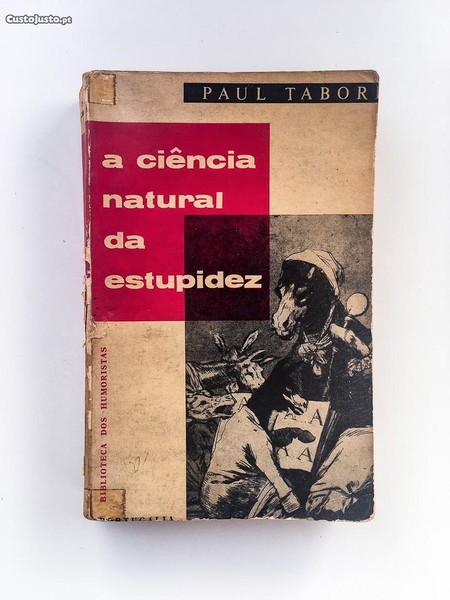 CustoJusto.pt
PAUL TABOR
a ciência
natural
da
estupidez
BIBLIOTECA DOS HUMORISTAS
A
A
PORTUGALIA